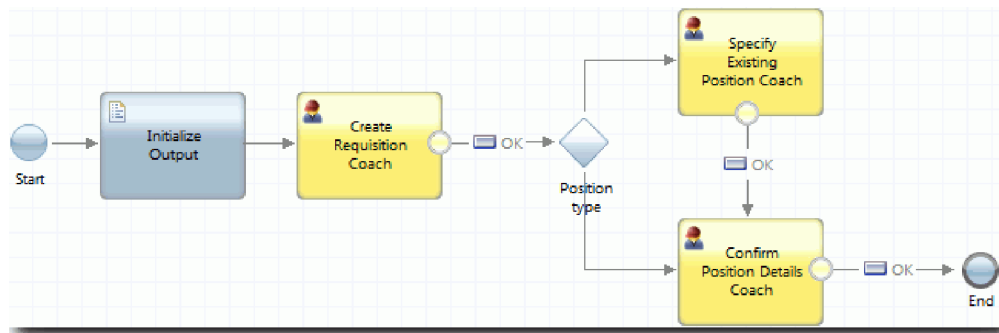 Start
Initialize
Output
Create
Requisition
Coach
OK
Position
type
Specify
Existing
Position Coach
OK
Confirm
Position Details
Coach
OK
End